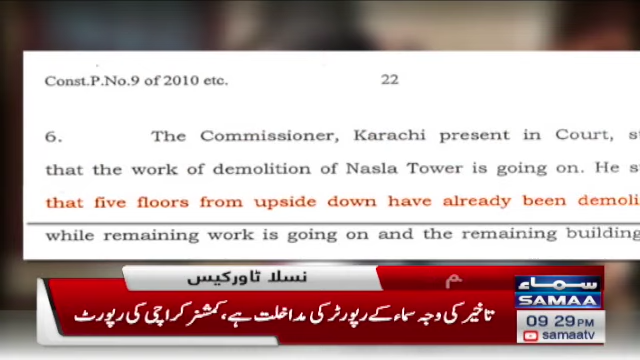 Const.P.No.9 of 2010 etc. 22
6. The Commissioner, Karachi present in Court,
that the work of demolition of Nasla Tower is going on. He
that five floors from upside down have already been
while remaining work is going on and the remaining building
نسلا ٹاور کیس
تاخیر کی وجہ سماء کے رپورٹر کی مداخلت ہے، کمشنر کراچی کی رپورٹ
سماء
SAMAA
09 29PM
samaatv